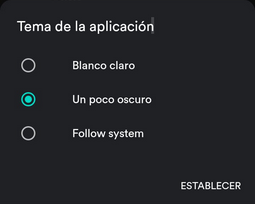 Tema de la aplicación
Blanco claro
Un poco oscuro
Follow system
ESTABLECER